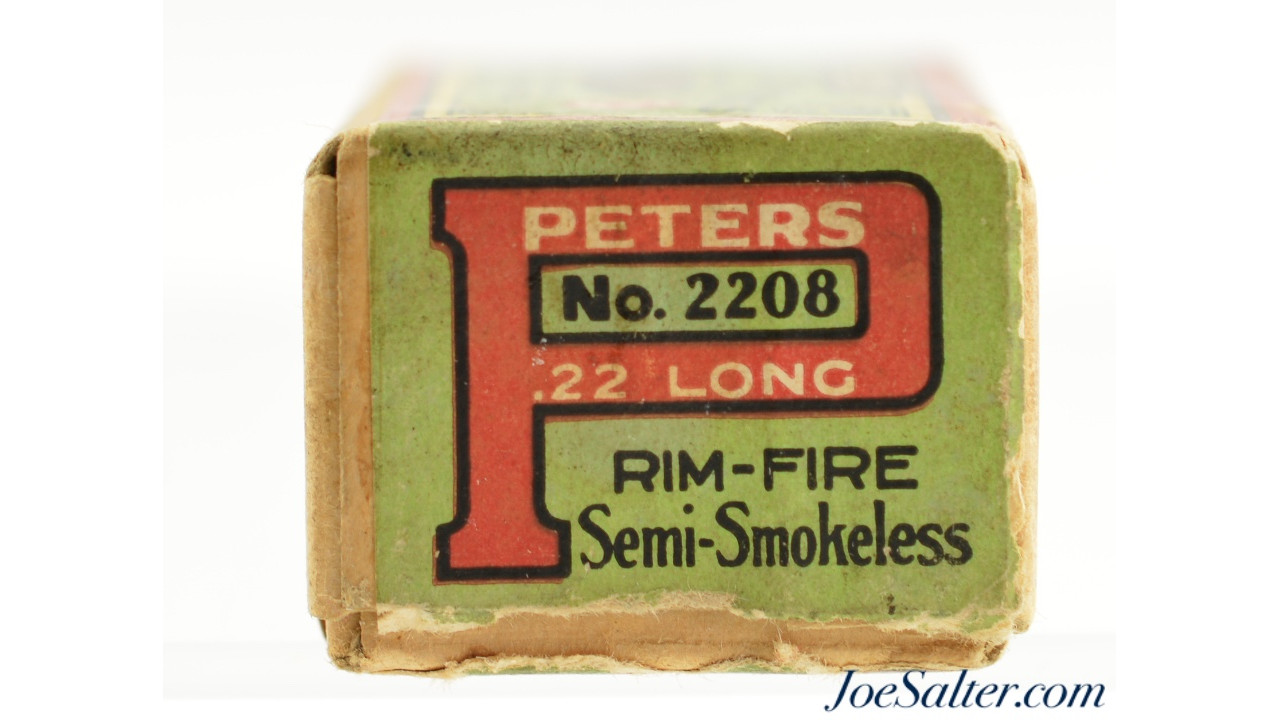 PETERS
No. 2208
.22 LONG
RIM-FIRE
Semi-Smokeless
JoeSalter.com